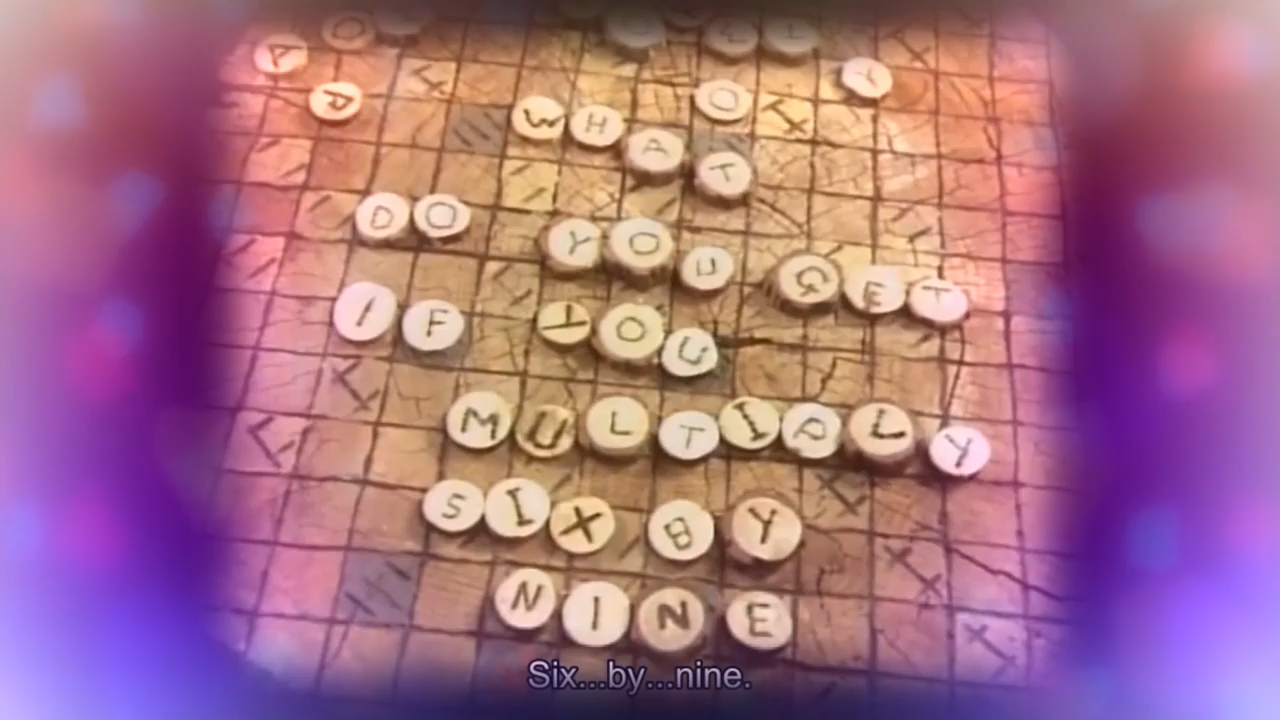 WHAT
DO YOU GET
IF YOU
MULTIPLY
SIX BY
NINE
Six...by...nine.